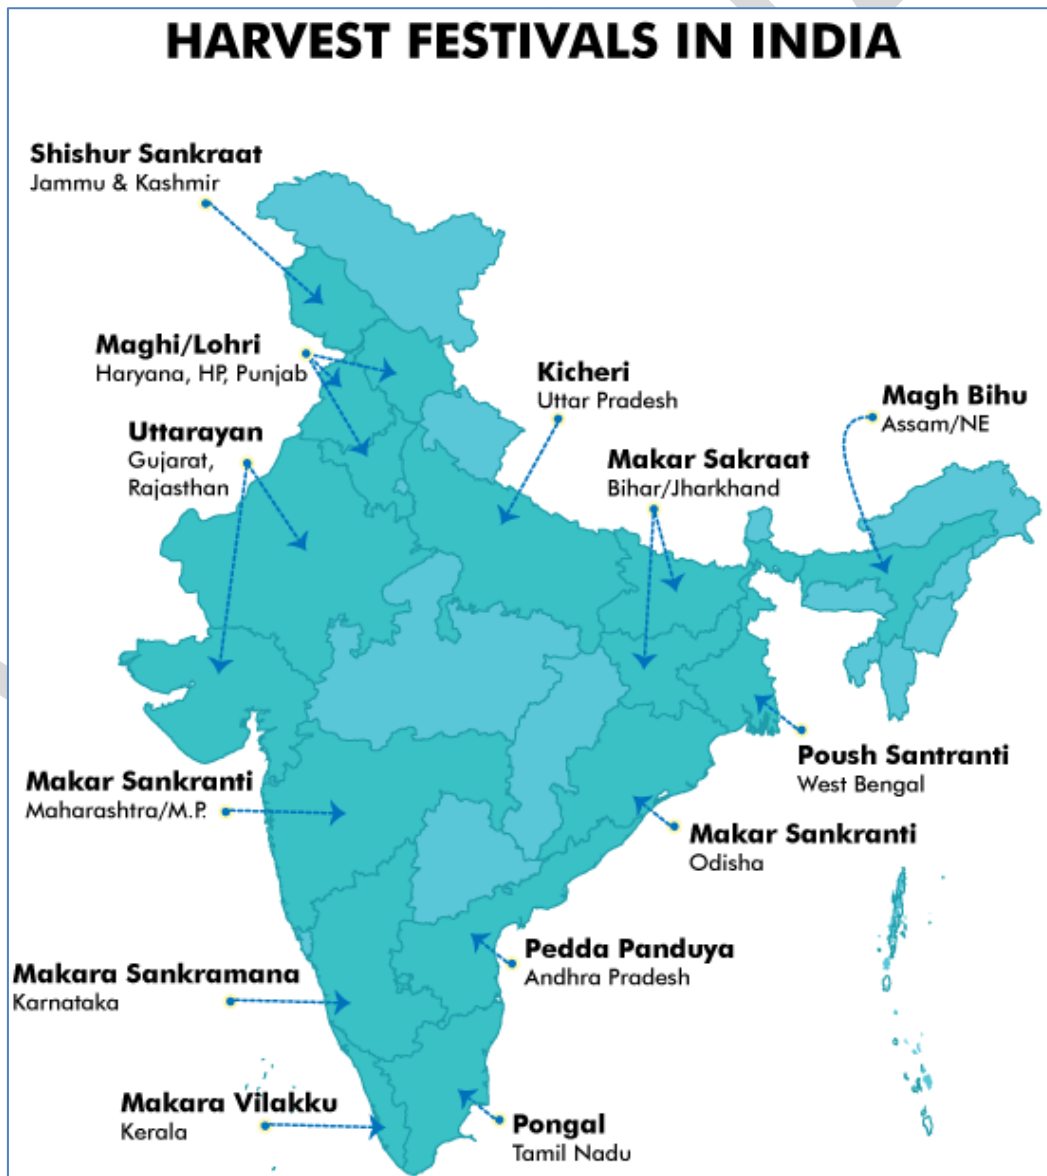 HARVEST FESTIVALS IN INDIA
Shishur Sankraat
Jammu & Kashmir
Maghi/Lohri
Haryana, HP, Punjab
Kicheri
Uttar Pradesh
Magh Bihu
Assam/NE
Uttarayan
Gujarat,
Rajasthan
Makar Sakraat
Bihar/Jharkhand
Poush Santranti
West Bengal
Makar Sankranti
Maharashtra/M.P.
Makar Sankranti
Odisha
Pedda Panduya
Andhra Pradesh
Makara Sankramana
Karnataka
Makara Vilakku
Kerala
Pongal
Tamil Nadu